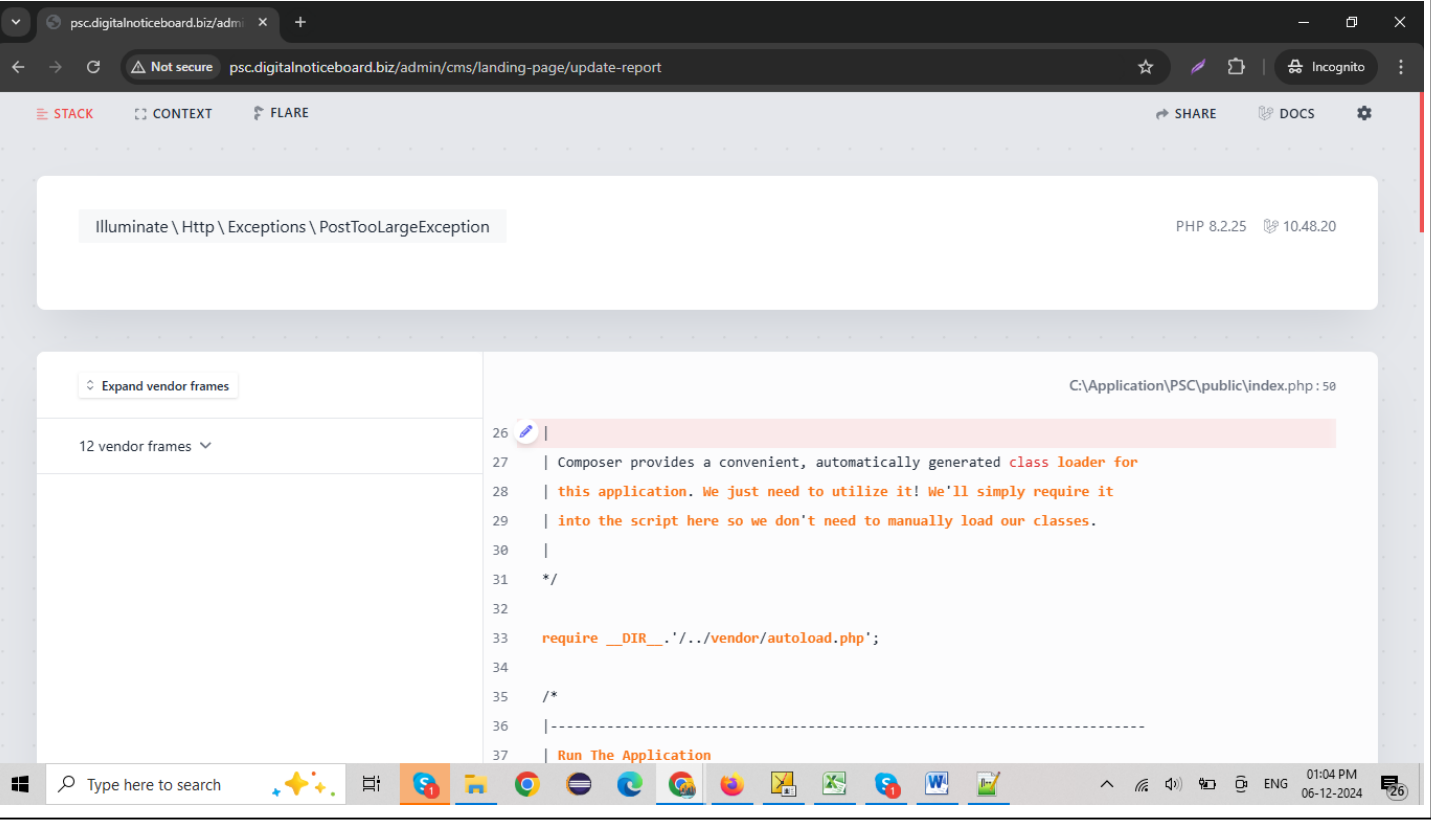 psc.digitalnoticeboard.biz/admi
Not secure psc.digitalnoticeboard.biz/admin/cms/landing-page/update-report Incognito
STACK CONTEXT FLARE SHARE DOCS
Illuminate \ Http \ Exceptions \ PostTooLargeException PHP 8.2.25 10.48.20
Expand vendor frames C:\Application\PSC\public\index.php : 50
12 vendor frames
26 |
27 | Composer provides a convenient, automatically generated class loader for
28 | this application. We just need to utilize it! We'll simply require it
29 | into the script here so we don't need to manually load our classes.
30 |
31 */
32
33 require __DIR__.'/../vendor/autoload.php';
34
35 /*
36 |--------------------------------------------------------------------------
37 | Run The Application
Type here to search ENG 01:04 PM
06-12-2024 26